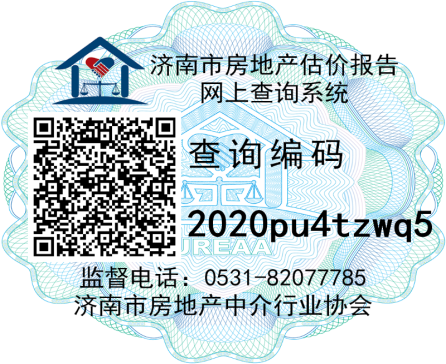 济南市房地产估价报告
网上查询系统
查询编码
2020pu4tzwq5
UREAA
监督电话：0531-82077785
济南市房地产中介行业协会